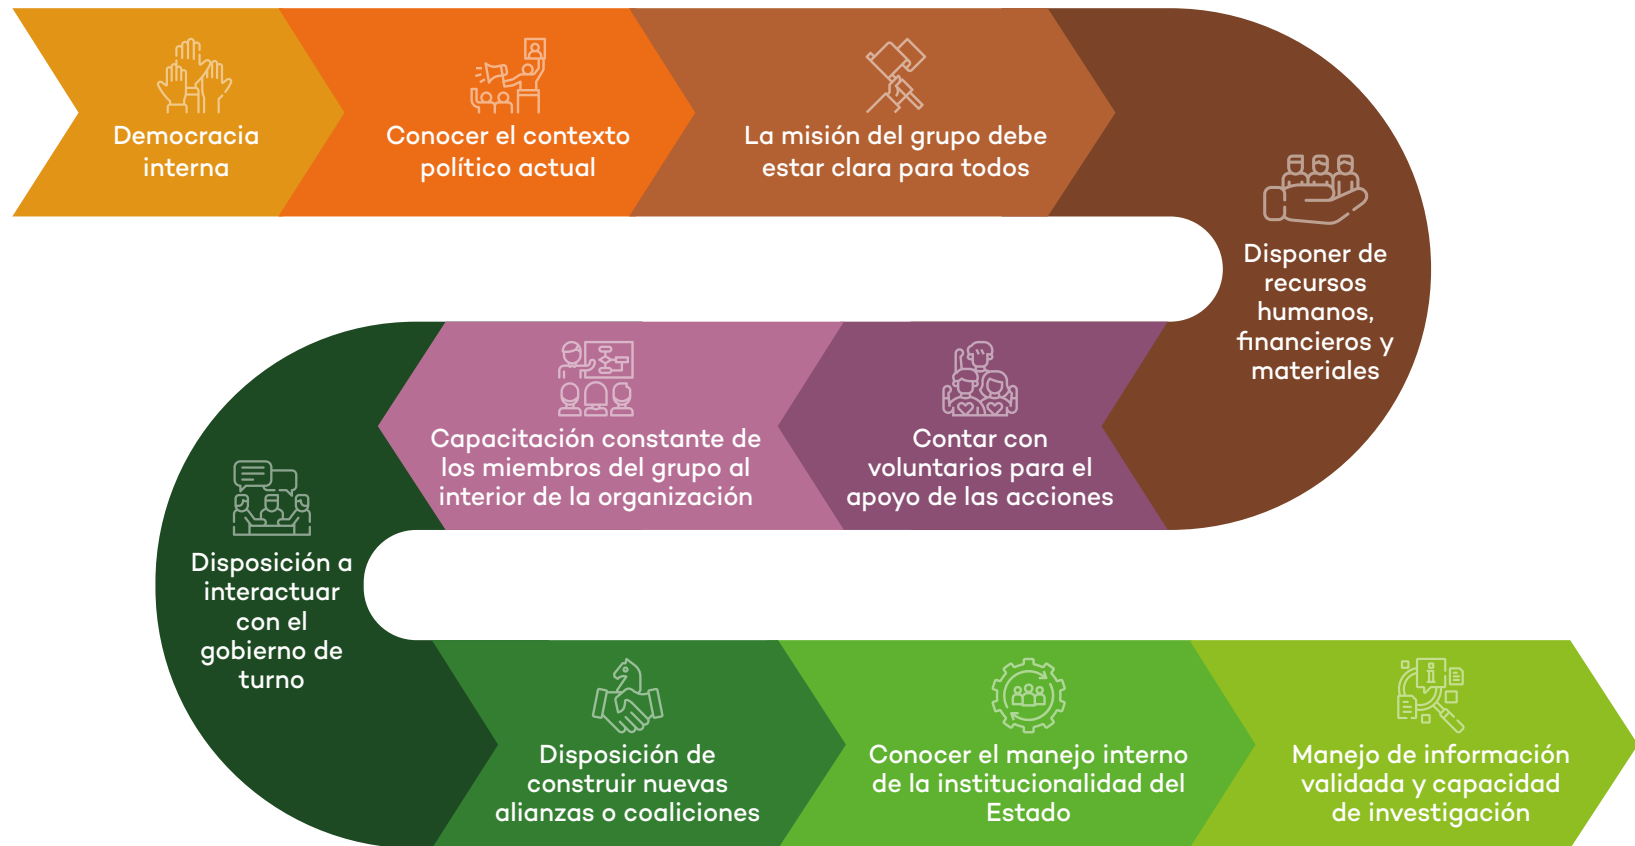 Democracia
interna
Conocer el contexto
político actual
La misión del grupo debe
estar clara para todos
Disponer de
recursos
humanos,
financieros y
materiales
Contar con
voluntarios para el
apoyo de las acciones
Capacitación constante de
los miembros del grupo al
interior de la organización
Disposición a
interactuar
con el
gobierno de
turno
Disposición de
construir nuevas
alianzas o coaliciones
Conocer el manejo interno
de la institucionalidad del
Estado
Manejo de información
validada y capacidad
de investigación